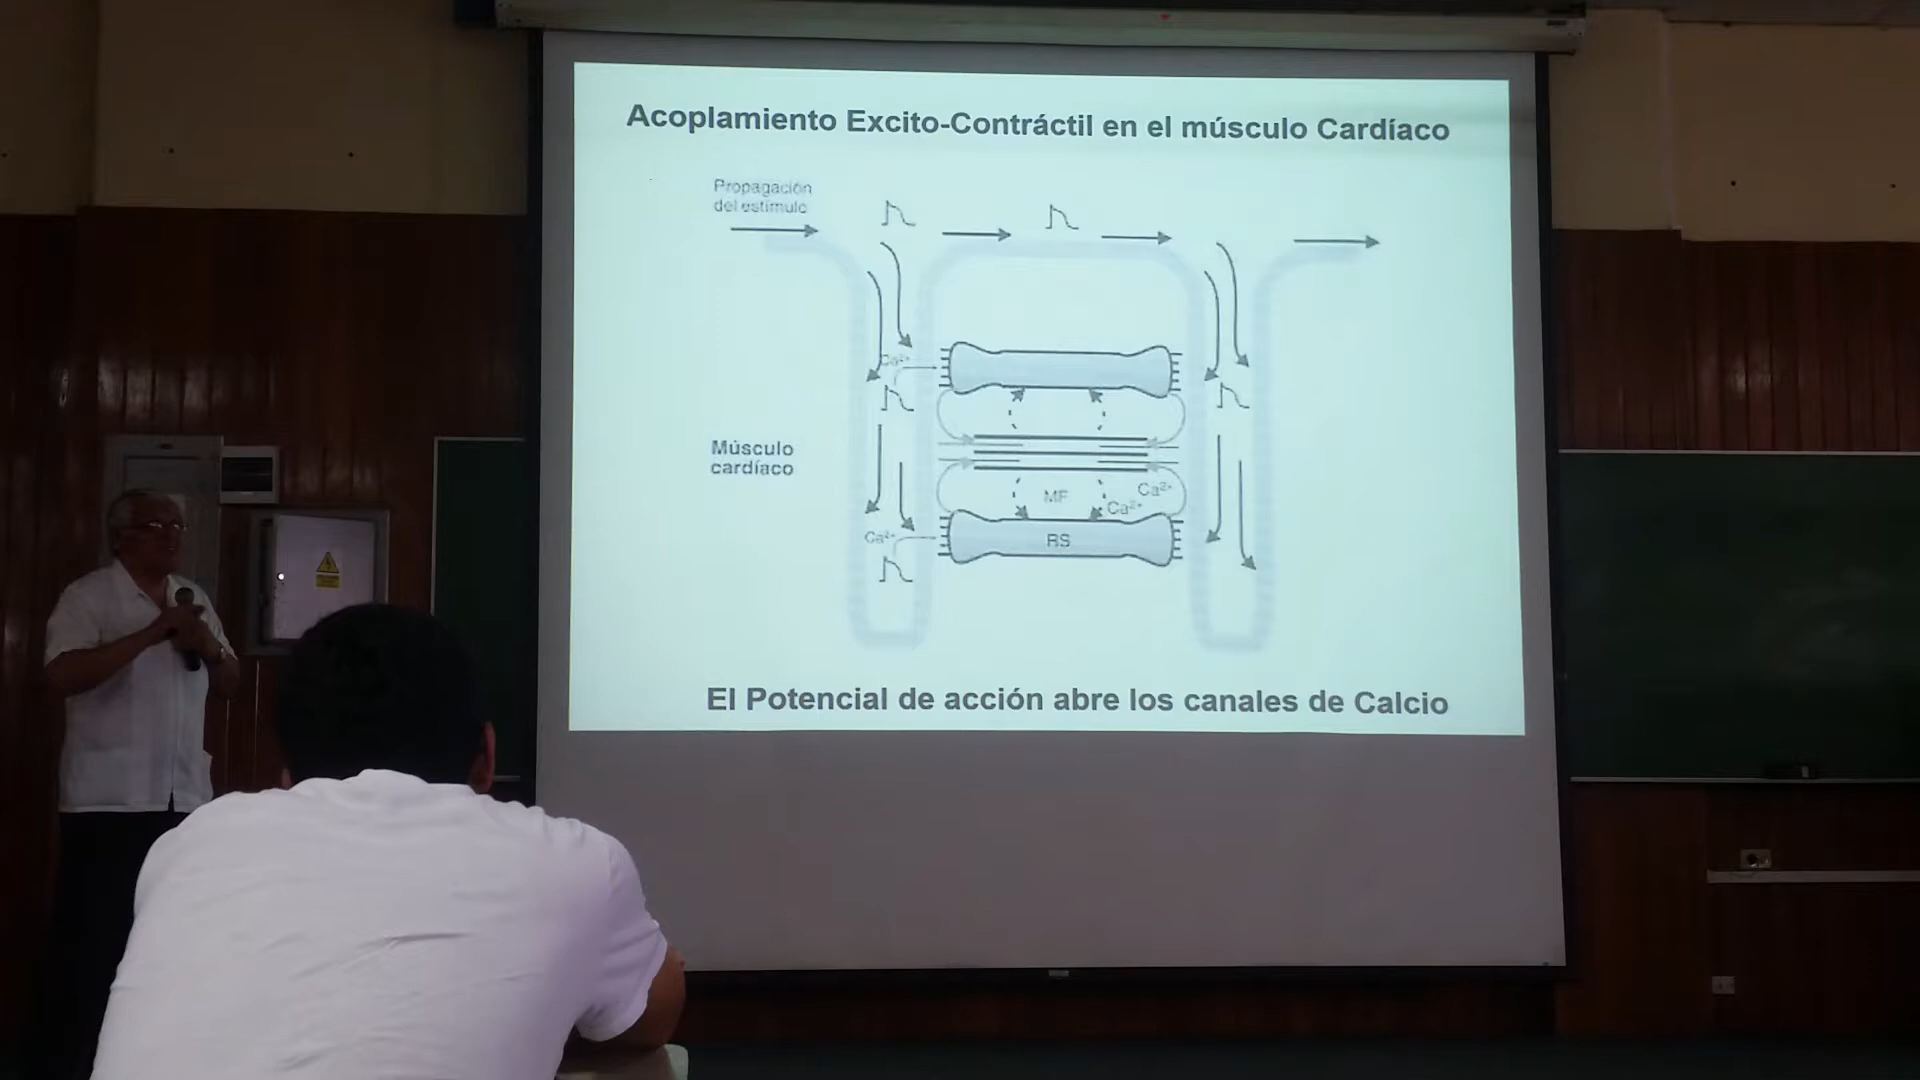 Acoplamiento Excito-Contráctil en el músculo Cardíaco
Propagación
del estímulo
Ca²⁺
Músculo
cardíaco
MF
Ca²⁺
Ca²⁺
Ca²⁺
RS
El Potencial de acción abre los canales de Calcio